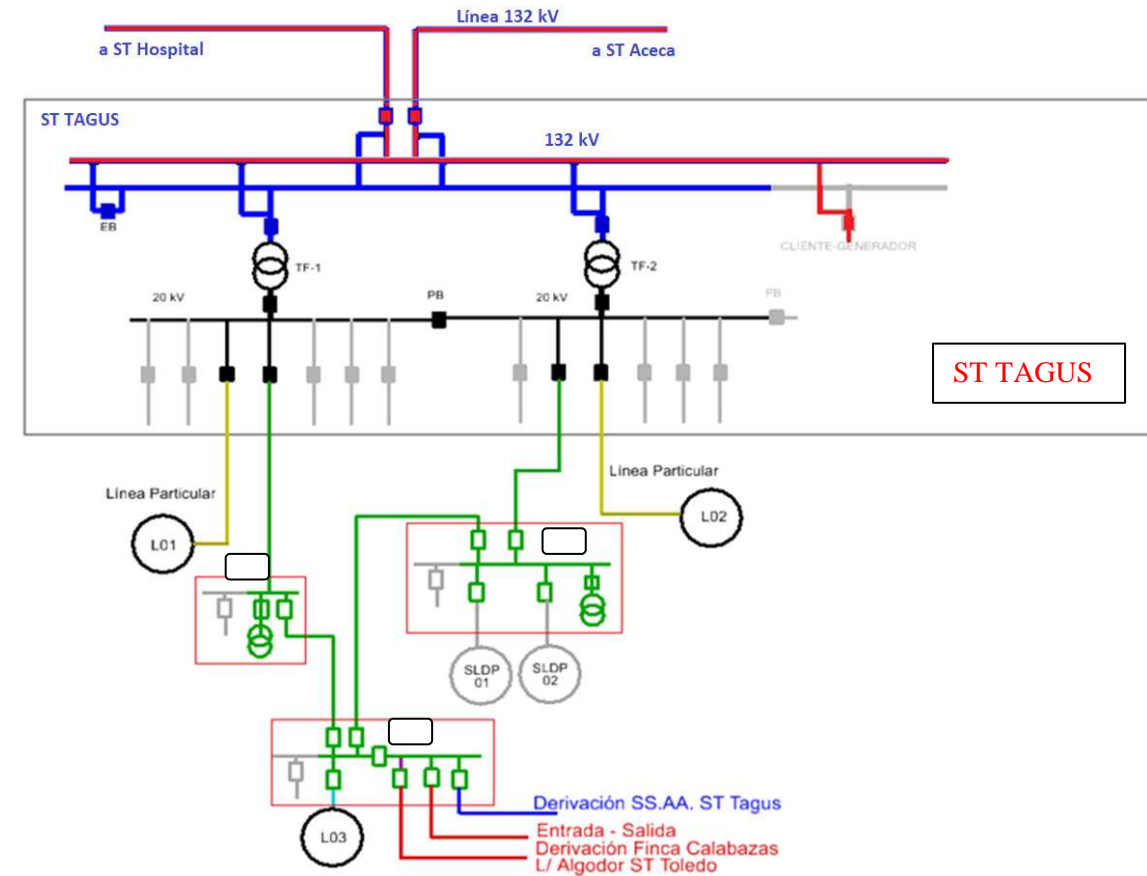 Línea 132 kV
a ST Hospital
a ST Aceca
ST TAGUS
132 kV
EB
CLIENTE-GENERADOR
TF-1
TF-2
20 kV
PB
20 kV
PB
ST TAGUS
Línea Particular
Línea Particular
L01
L02
SLDP
01
SLDP
02
L03
Derivación SS.AA. ST Tagus
Entrada - Salida
Derivación Finca Calabazas
L/ Algodor ST Toledo